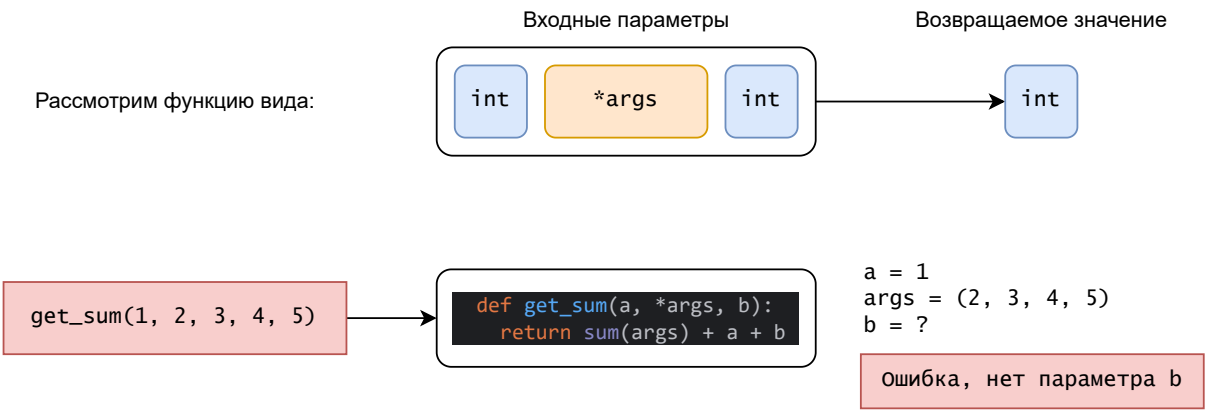 Входные параметры
Возвращаемое значение
Рассмотрим функцию вида:
int
*args
int
int
get_sum(1, 2, 3, 4, 5)
def get_sum(a, *args, b):
return sum(args) + a + b
a = 1
args = (2, 3, 4, 5)
b = ?
Ошибка, нет параметра b